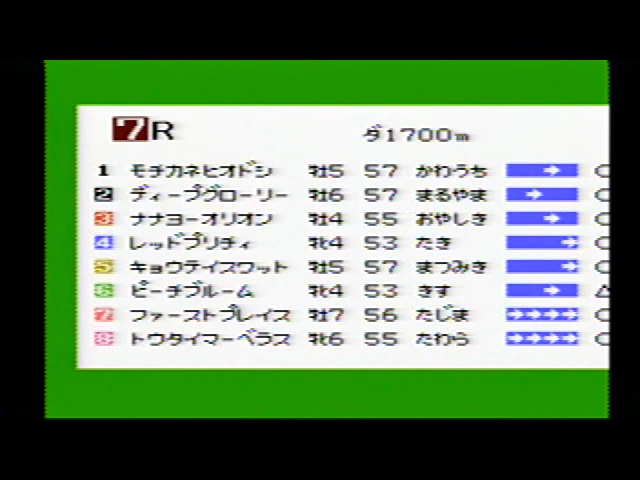 7R ダ1700m
1 モチカネヒオドシ 牡5 57 かわうち →
2 ディープグローリー 牡6 57 まるやま →
3 ナナヨーオリオン 牡4 55 おやしき →
4 レッドプリティ 牝4 53 たき →
5 キョウテイスワット 牡5 57 まつみき →
6 ピーチブルーム 牝4 53 きす → △
7 ファーストプレイス 牡7 56 たじま →→→→
8 トウタイマーベラス 牝6 55 たわら →→→→